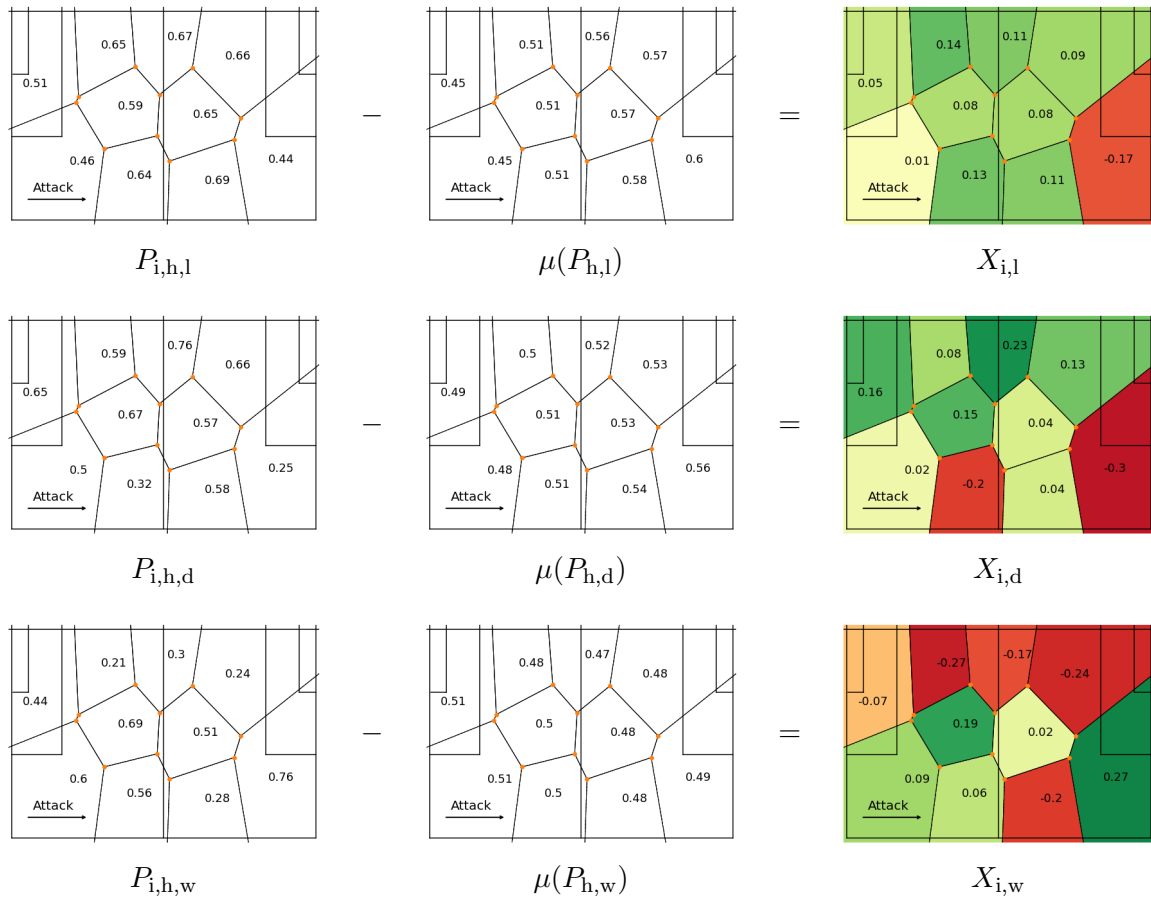 0.65 0.67 0.66 0.51 0.59 0.65 0.46 0.64 0.69 0.44 Attack
−
0.51 0.56 0.57 0.45 0.51 0.57 0.45 0.51 0.58 0.6
=
0.14 0.11 0.09 0.05 0.08 0.08 0.01 0.13 0.11 -0.17 Attack
P_{i,h,l}
μ(P_{h,l})
X_{i,l}
0.59 0.76 0.66 0.65 0.67 0.57 0.5 0.32 0.58 0.25 Attack
−
0.5 0.52 0.53 0.49 0.51 0.53 0.48 0.51 0.54 0.56
=
0.08 0.23 0.13 0.16 0.15 0.04 0.02 -0.2 0.04 -0.3 Attack
P_{i,h,d}
μ(P_{h,d})
X_{i,d}
0.21 0.3 0.24 0.44 0.69 0.51 0.6 0.56 0.28 0.76 Attack
−
0.48 0.47 0.48 0.51 0.5 0.48 0.51 0.5 0.48 0.49
=
-0.27 -0.17 -0.24 -0.07 0.19 0.02 0.09 0.06 -0.2 0.27 Attack
P_{i,h,w}
μ(P_{h,w})
X_{i,w}